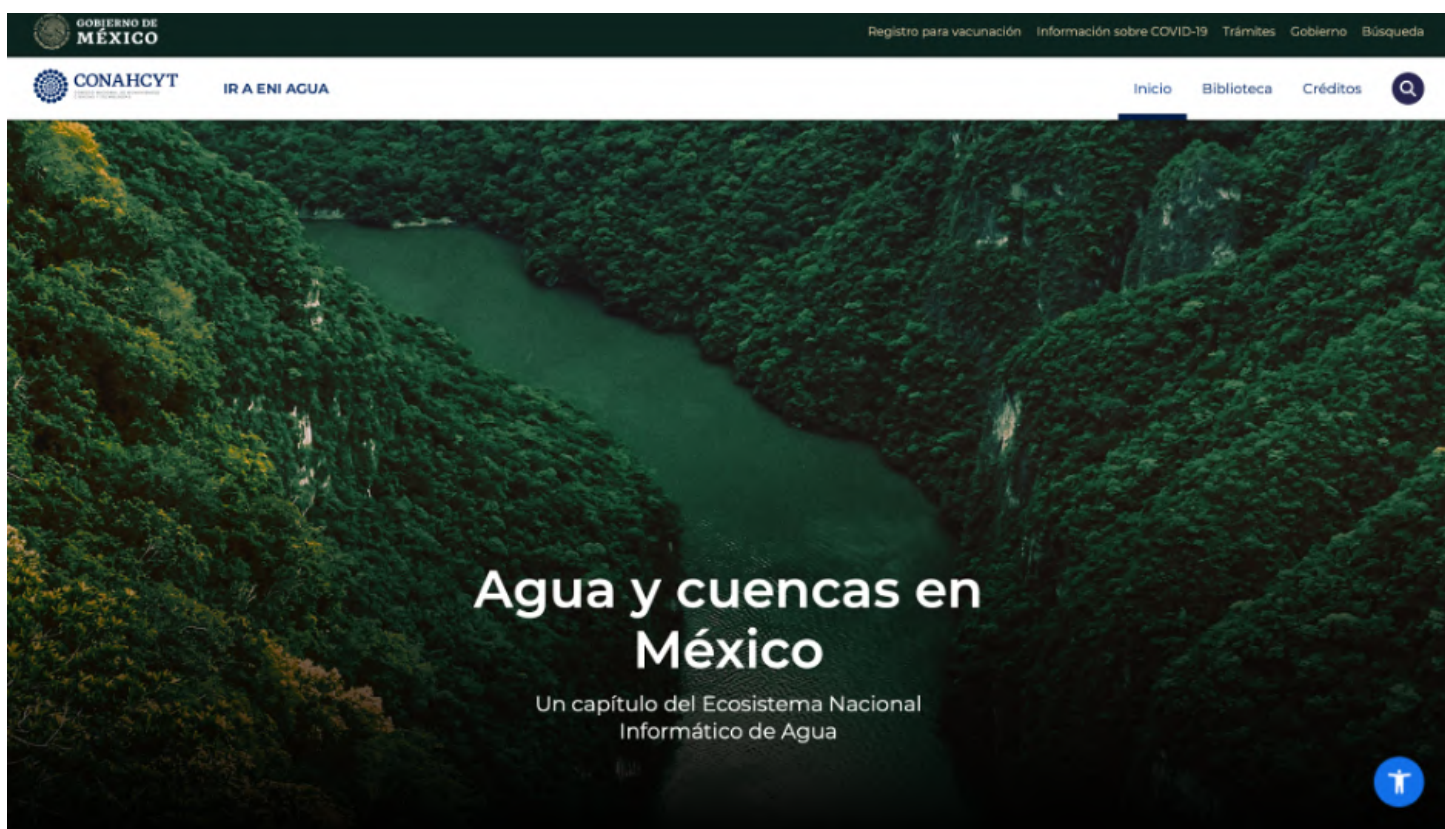 GOBIERNO DE
MÉXICO
Registro para vacunación Información sobre COVID-19 Trámites Gobierno Búsqueda
CONAHCYT
IR A ENI AGUA
Inicio Biblioteca Créditos
Agua y cuencas en
México
Un capítulo del Ecosistema Nacional
Informático de Agua